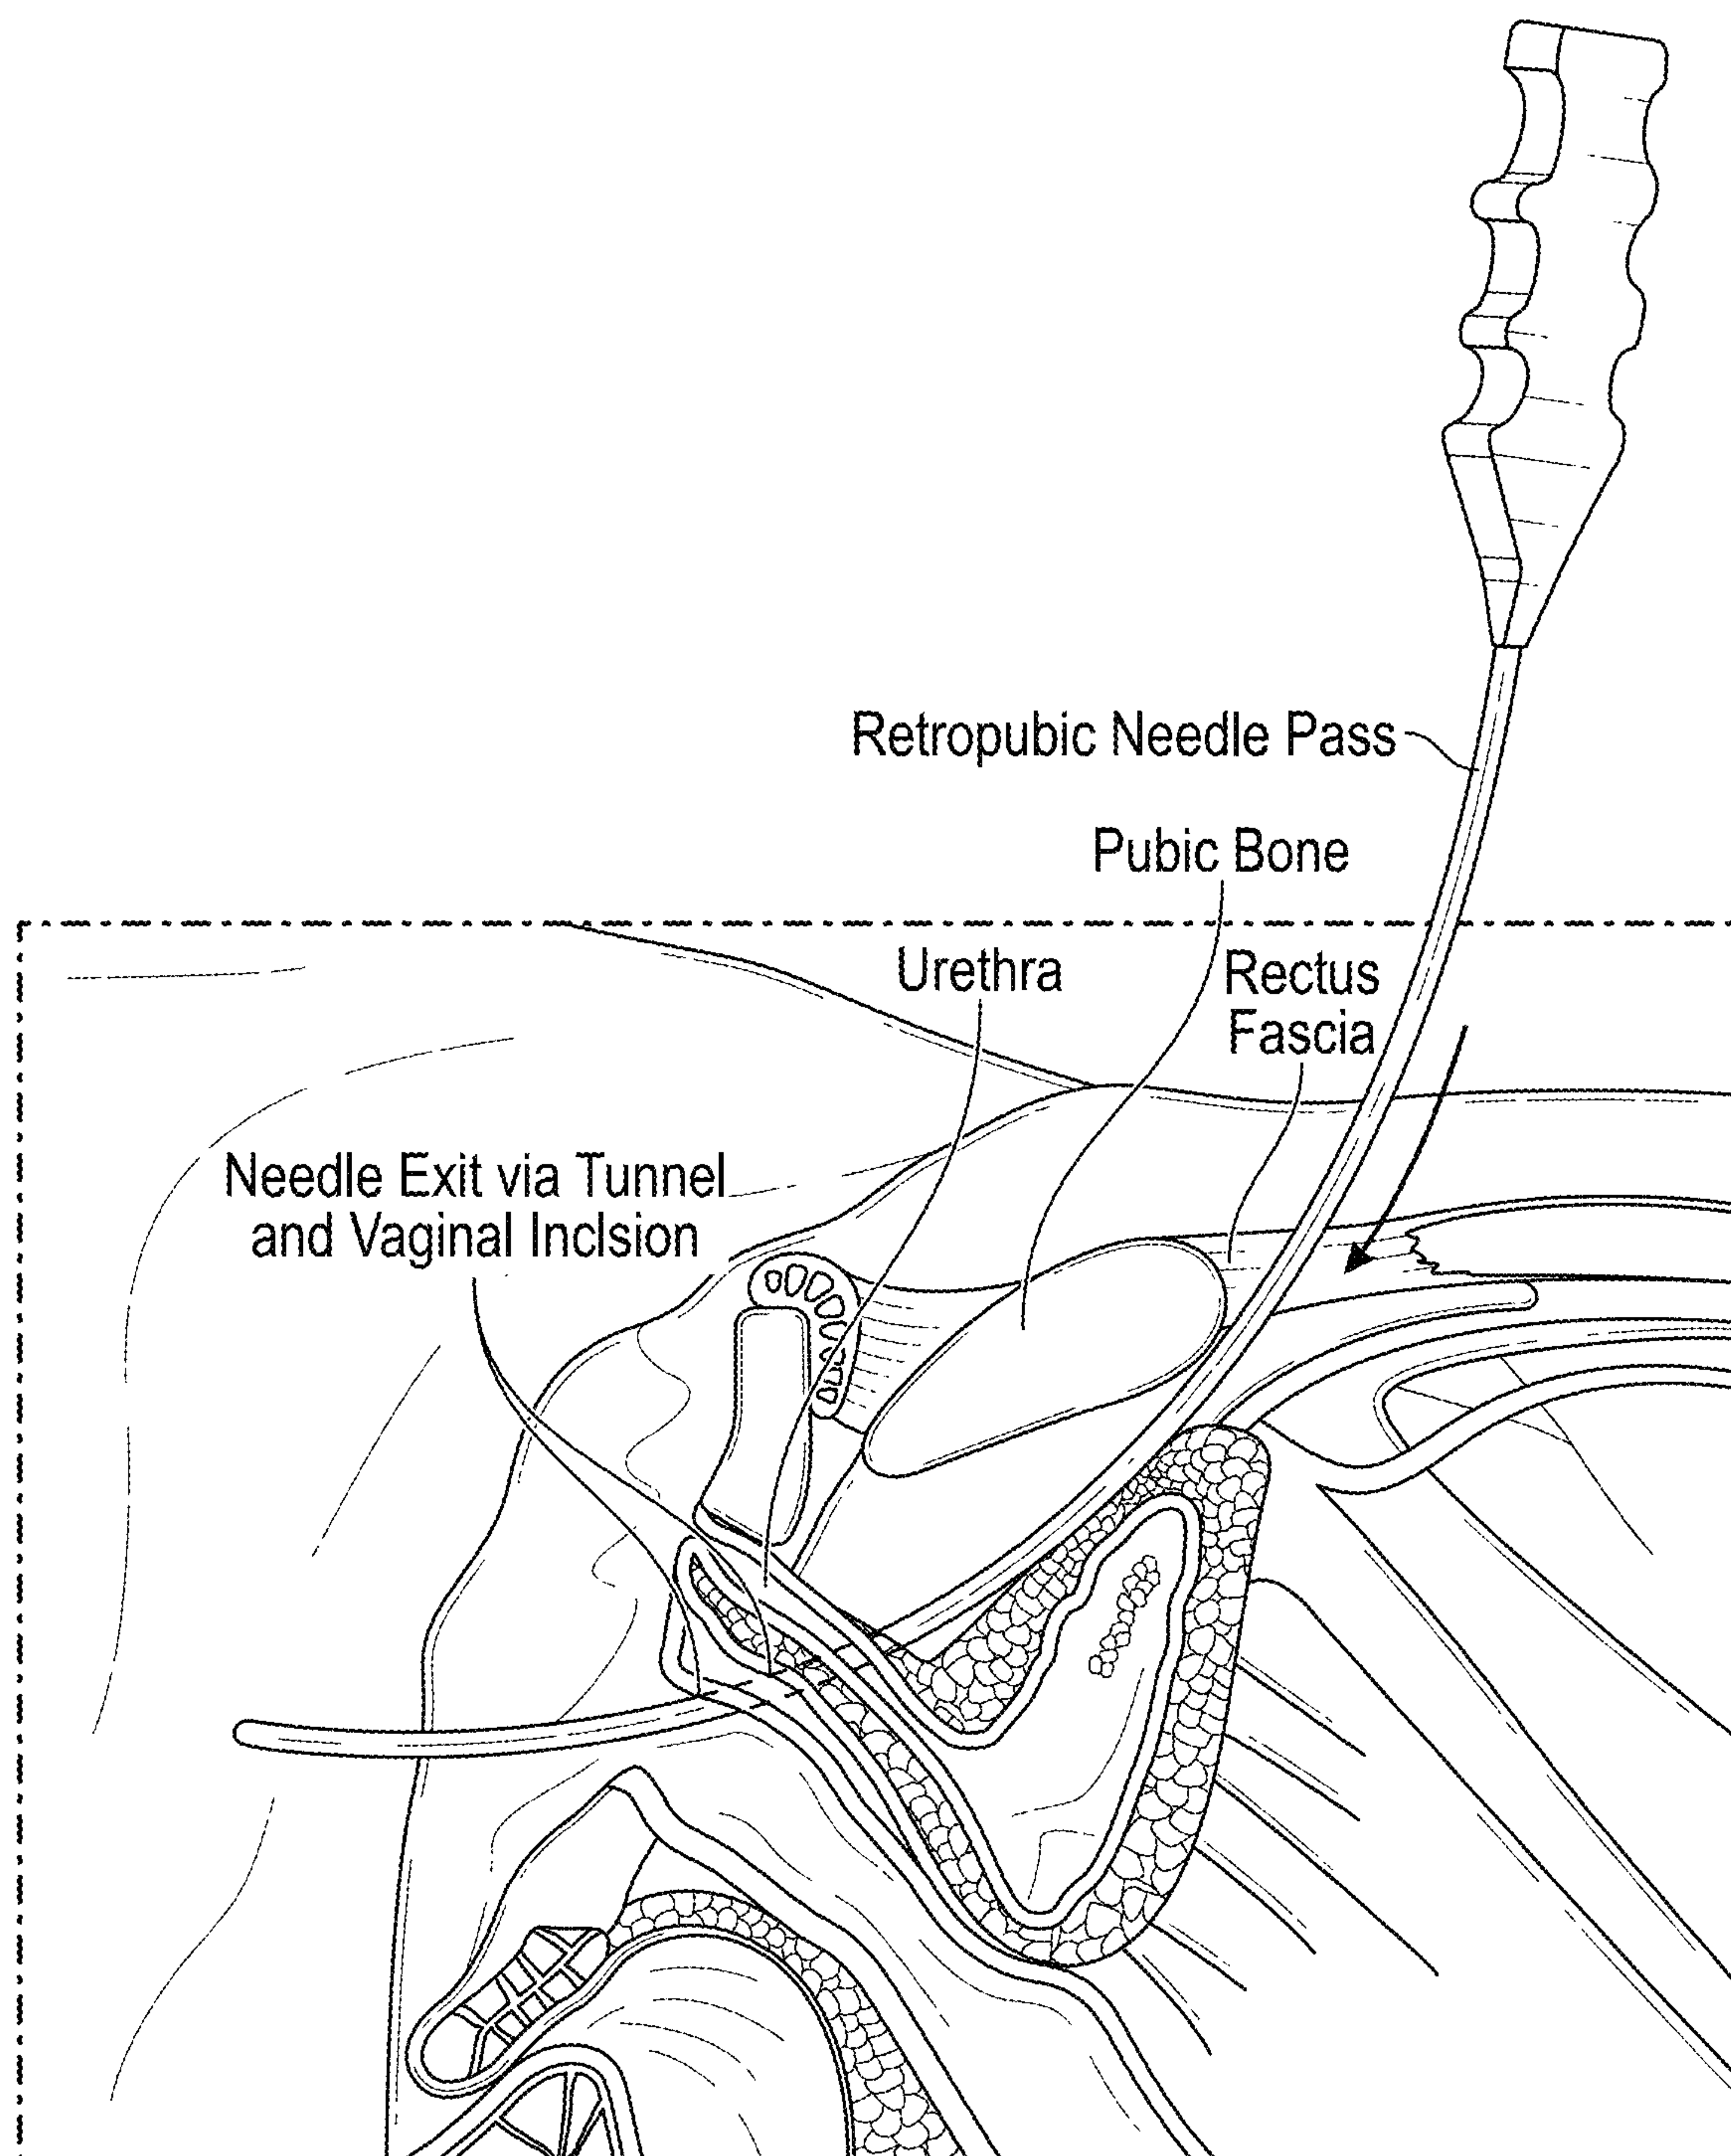 Retropubic Needle Pass
Pubic Bone
Urethra
Rectus
Fascia
Needle Exit via Tunnel
and Vaginal Inclsion